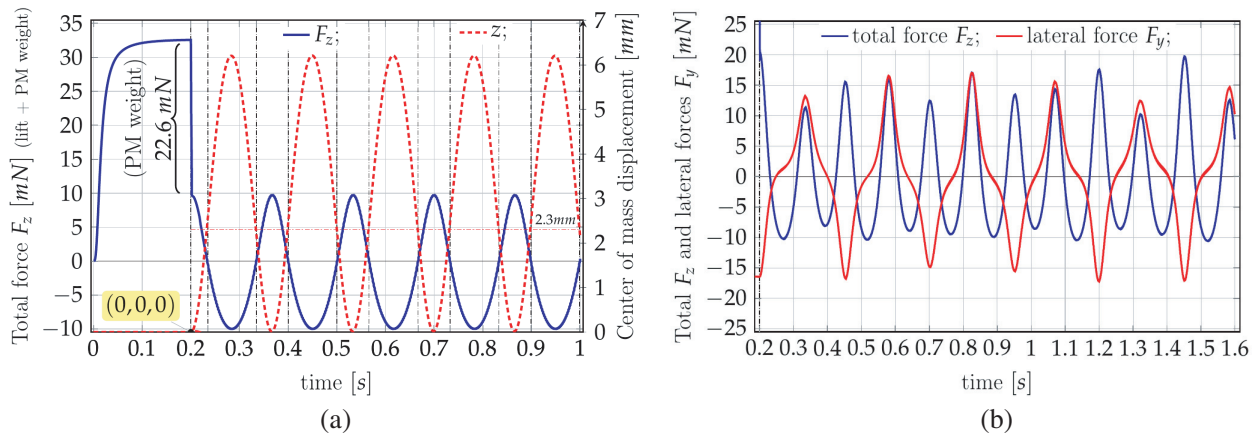 Total force F_z [mN] (lift + PM weight)
35
30
25
20
15
10
5
0
−5
−10
F_z;
z;
(PM weight)
22.6 mN
2.3mm
(0,0,0)
7
6
5
4
3
2
1
0
Center of mass displacement [mm]
0 0.1 0.2 0.3 0.4 0.5 0.6 0.7 0.8 0.9 1
time [s]
(a)
Total F_z and lateral forces F_y [mN]
25
20
15
10
5
0
−5
−10
−15
−20
−25
total force F_z;
lateral force F_y;
0.2 0.3 0.4 0.5 0.6 0.7 0.8 0.9 1 1.1 1.2 1.3 1.4 1.5 1.6
time [s]
(b)